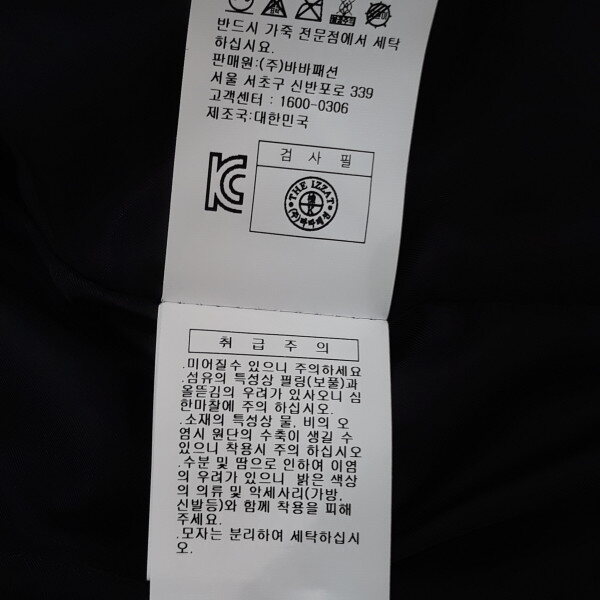 반드시 가죽 전문점에서 세탁
하십시요.
판매원:(주)바바패션
서울 서초구 신반포로 339
고객센터 : 1600-0306
제조국:대한민국
검 사 필
THE IZZAT
(주)바바패션
취 급 주 의
.미어질수 있으니 주의하세요
.섬유의 특성상 필링(보풀)과
올뜯김의 우려가 있사오니 심
한마찰에 주의 하십시오.
.소재의 특성상 물, 비의 오
염시 원단의 수축이 생길 수
있으니 착용시 주의 하십시오
.수분 및 땀으로 인하여 이염
의 우려가 있으니 밝은 색상
의 의류 및 악세사리(가방,
신발등)와 함께 착용을 피해
주세요.
.모자는 분리하여 세탁하십시
오.